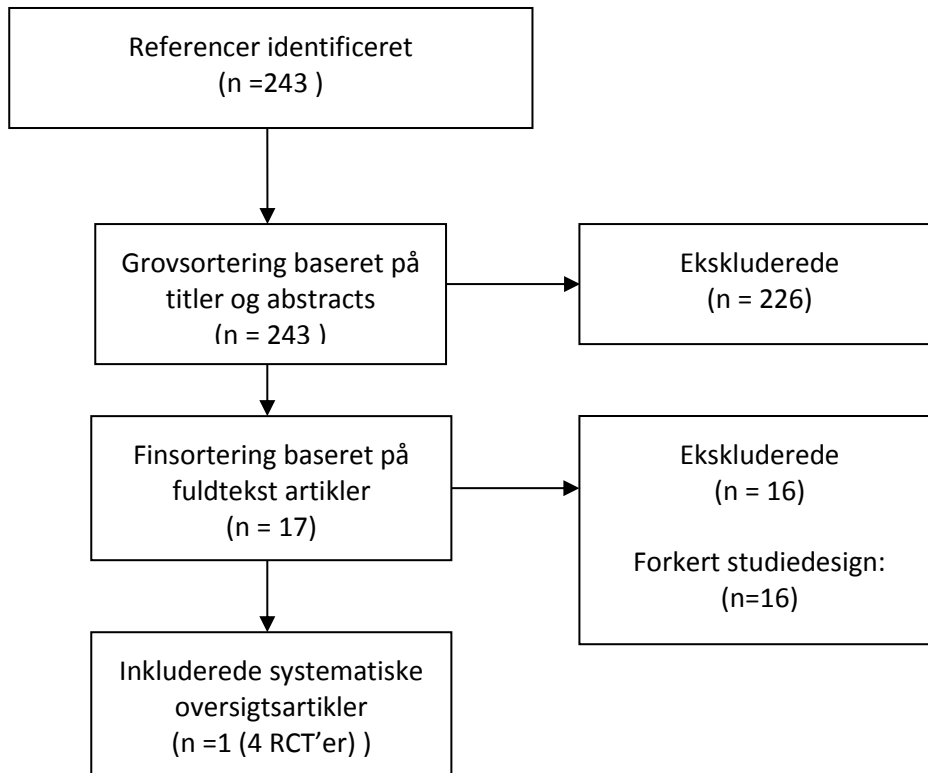 Referencer identificeret
(n =243 )
Grovsortering baseret på
titler og abstracts
(n = 243 )
Ekskluderede
(n = 226)
Finsortering baseret på
fuldtekst artikler
(n = 17)
Ekskluderede
(n = 16)
Forkert studiedesign:
(n=16)
Inkluderede systematiske
oversigtsartikler
(n =1 (4 RCT’er) )